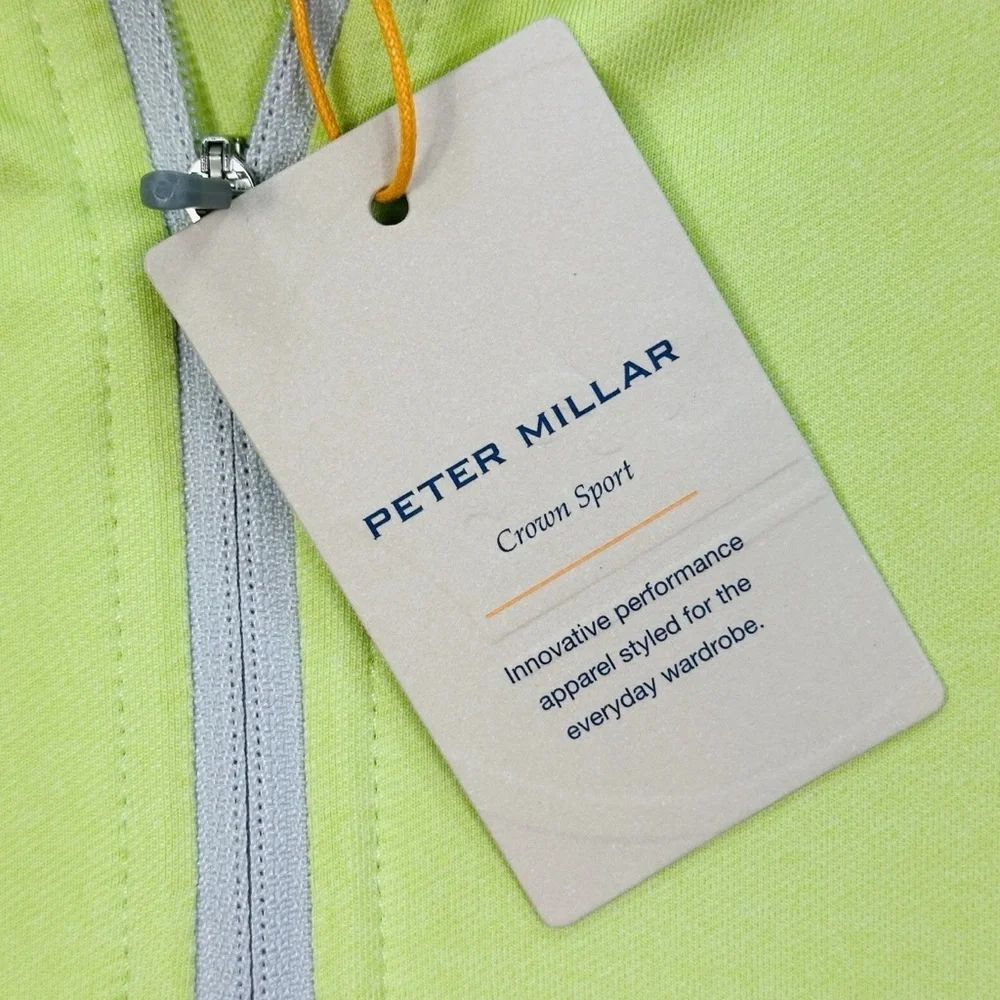 PETER MILLAR
Crown Sport
Innovative performance
apparel styled for the
everyday wardrobe.